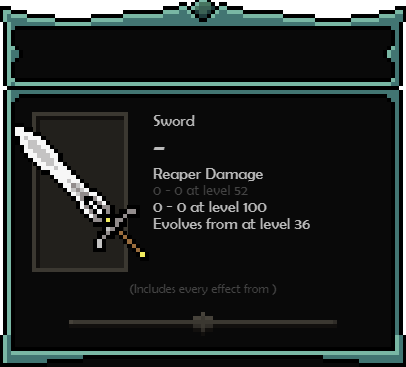 Sword
–
Reaper Damage
0 - 0 at level 52
0 - 0 at level 100
Evolves from at level 36
(Includes every effect from )